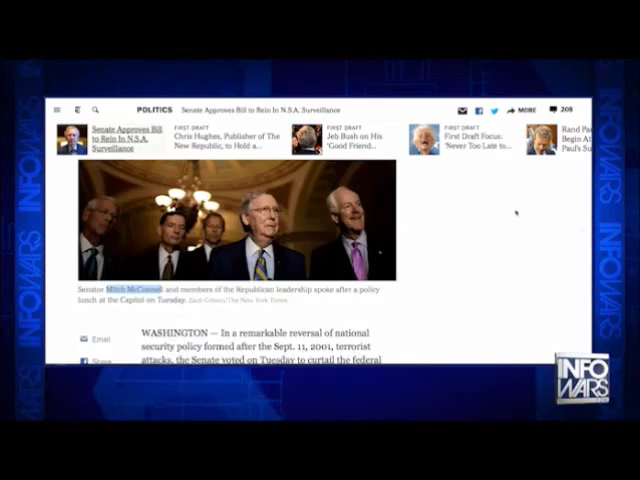 POLITICS Senate Approves Bill to Rein In N.S.A. Surveillance MORE 208
Senate Approves Bill
to Rein In N.S.A.
Surveillance
FIRST DRAFT
Chris Hughes, Publisher of The
New Republic, to Hold a...
FIRST DRAFT
Jeb Bush on His
'Good Friend...
FIRST DRAFT
First Draft Focus:
'Never Too Late to...
Rand Pa
Begin At
Paul's Su
Senator Mitch McConnell and members of the Republican leadership spoke after a policy
lunch at the Capitol on Tuesday. Zach Gibson/The New York Times
Email
Share
WASHINGTON — In a remarkable reversal of national
security policy formed after the Sept. 11, 2001, terrorist
attacks, the Senate voted on Tuesday to curtail the federal
INFOWARS
INFOWARS
INFO
WARS